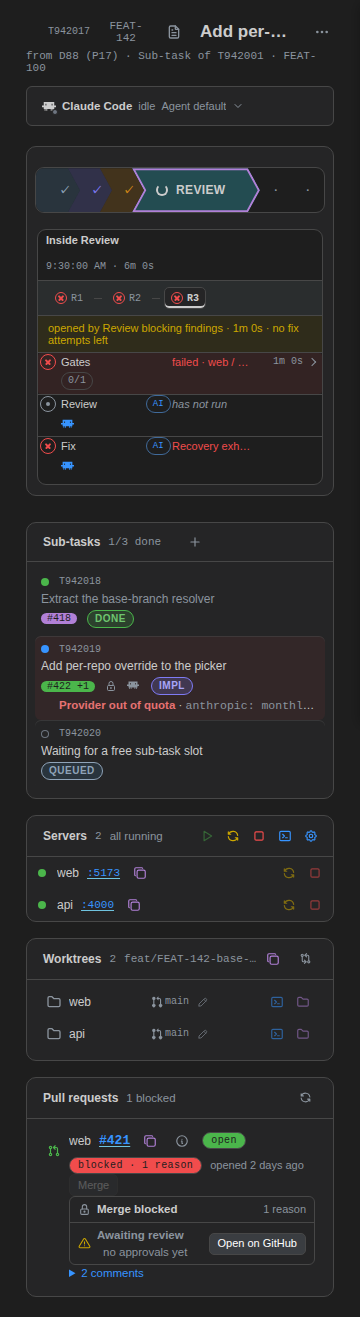 T942017 FEAT-142 Add per-…
from D88 (P17) · Sub-task of T942001 · FEAT-
100
Claude Code idle Agent default
REVIEW
Inside Review
9:30:00 AM · 6m 0s
R1 R2 R3
opened by Review blocking findings · 1m 0s · no fix
attempts left
Gates failed · web / … 1m 0s
0/1
Review AI has not run
Fix AI Recovery exh…
Sub-tasks 1/3 done
T942018
Extract the base-branch resolver
#418 DONE
T942019
Add per-repo override to the picker
#422 +1 IMPL
Provider out of quota · anthropic: monthl…
T942020
Waiting for a free sub-task slot
QUEUED
Servers 2 all running
web :5173
api :4000
Worktrees 2 feat/FEAT-142-base-…
web main
api main
Pull requests 1 blocked
web #421 open
blocked · 1 reason opened 2 days ago
Merge
Merge blocked 1 reason
Awaiting review
no approvals yet
Open on GitHub
2 comments